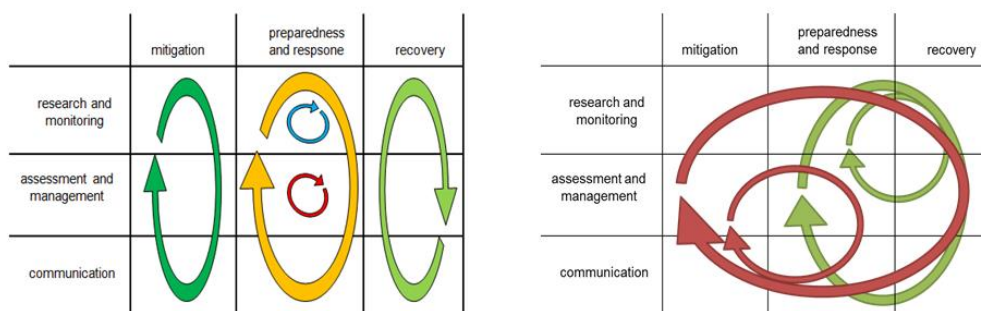 mitigation
preparedness
and respsone
recovery
research and
monitoring
assessment and
management
communication
mitigation
preparedness
and response
recovery
research and
monitoring
assessment and
management
communication